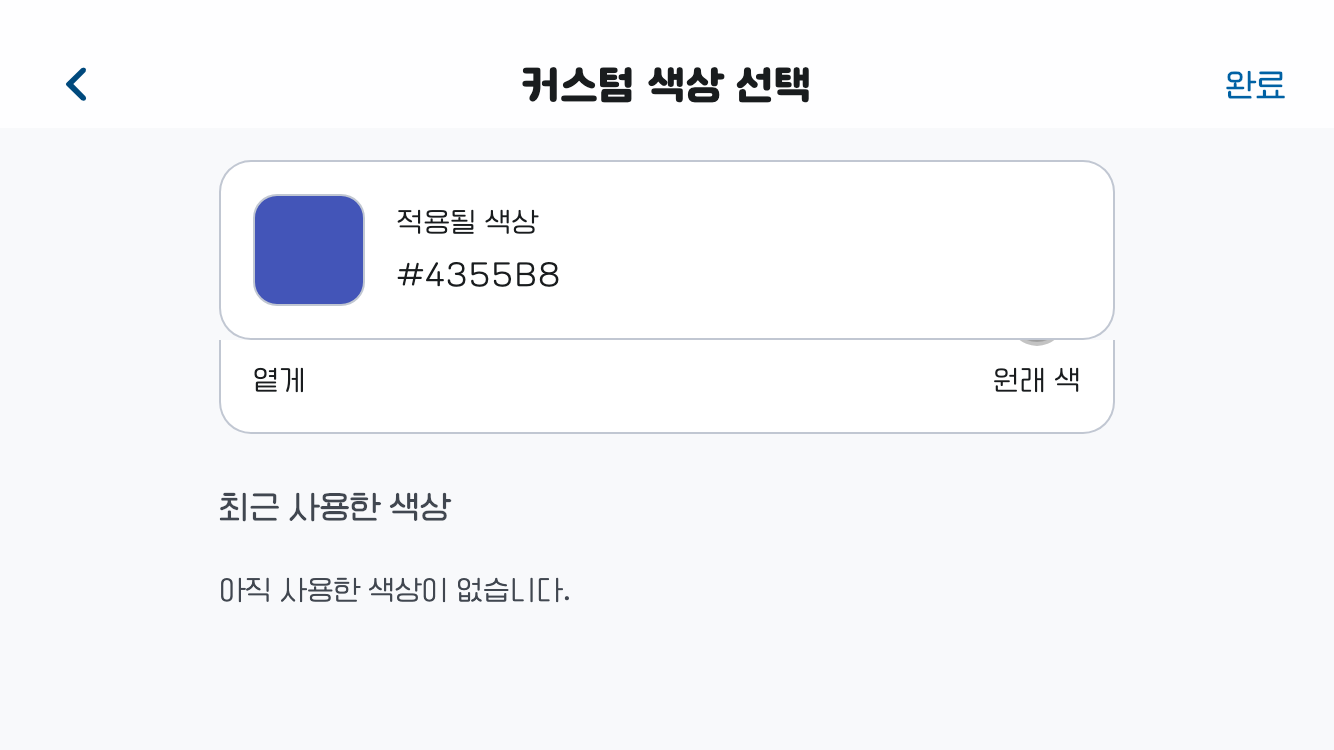 커스텀 색상 선택
완료
적용될 색상
#4355B8
옅게
원래 색
최근 사용한 색상
아직 사용한 색상이 없습니다.